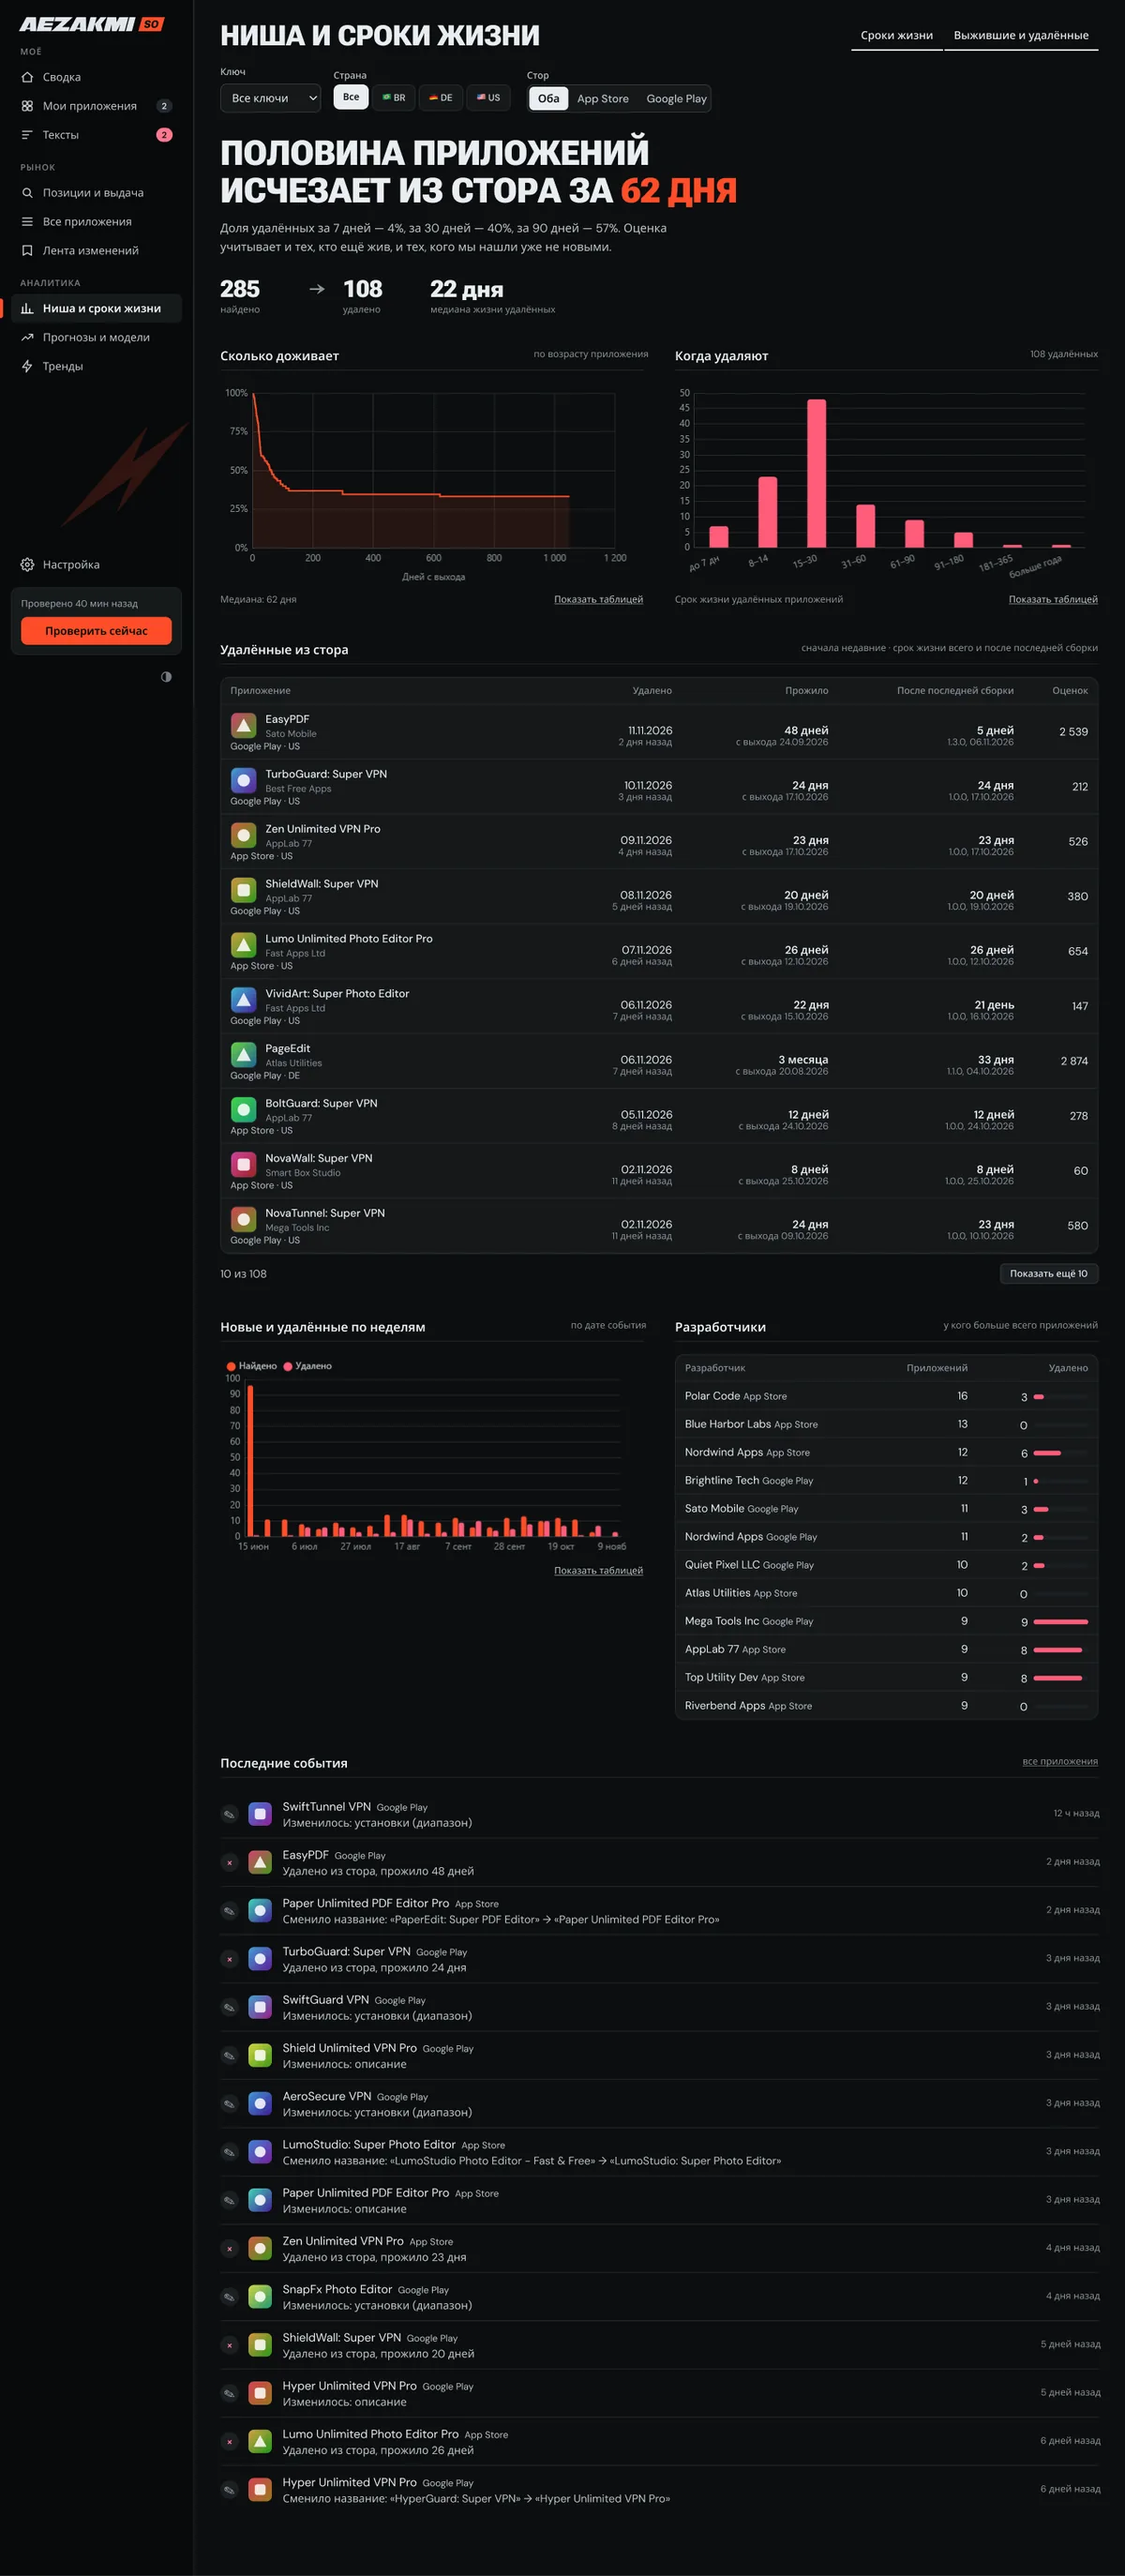 AEZAKMI SO
МОЁ
Сводка
Мои приложения 2
Тексты 2
РЫНОК
Позиции и выдача
Все приложения
Лента изменений
АНАЛИТИКА
Ниша и сроки жизни
Прогнозы и модели
Тренды
Настройка
Проверено 40 мин назад
Проверить сейчас
НИША И СРОКИ ЖИЗНИ
Сроки жизни Выжившие и удалённые
Ключ Страна Стор
Все ключи Все BR DE US Оба App Store Google Play
ПОЛОВИНА ПРИЛОЖЕНИЙ
ИСЧЕЗАЕТ ИЗ СТОРА ЗА 62 ДНЯ
Доля удалённых за 7 дней — 4%, за 30 дней — 40%, за 90 дней — 57%. Оценка
учитывает и тех, кто ещё жив, и тех, кого мы нашли уже не новыми.
285 → 108 22 дня
найдено удалено медиана жизни удалённых
Сколько доживает по возрасту приложения
100%
75%
50%
25%
0%
0 200 400 600 800 1 000 1 200
Дней с выхода
Медиана: 62 дня Показать таблицей
Когда удаляют 108 удалённых
50
45
40
35
30
25
20
15
10
5
0
до 7 дн 8–14 15–30 31–60 61–90 91–180 181–365 больше года
Срок жизни удалённых приложений Показать таблицей
Удалённые из стора сначала недавние · срок жизни всего и после последней сборки
Приложение Удалено Прожило После последней сборки Оценок
EasyPDF 11.11.2026 48 дней 5 дней 2 539
Sato Mobile 2 дня назад с выхода 24.09.2026 1.3.0, 06.11.2026
Google Play · US
TurboGuard: Super VPN 10.11.2026 24 дня 24 дня 212
Best Free Apps 3 дня назад с выхода 17.10.2026 1.0.0, 17.10.2026
Google Play · US
Zen Unlimited VPN Pro 09.11.2026 23 дня 23 дня 526
AppLab 77 4 дня назад с выхода 17.10.2026 1.0.0, 17.10.2026
App Store · US
ShieldWall: Super VPN 08.11.2026 20 дней 20 дней 380
AppLab 77 5 дней назад с выхода 19.10.2026 1.0.0, 19.10.2026
Google Play · US
Lumo Unlimited Photo Editor Pro 07.11.2026 26 дней 26 дней 654
Fast Apps Ltd 6 дней назад с выхода 12.10.2026 1.0.0, 12.10.2026
App Store · US
VividArt: Super Photo Editor 06.11.2026 22 дня 21 день 147
Fast Apps Ltd 7 дней назад с выхода 15.10.2026 1.0.0, 16.10.2026
Google Play · US
PageEdit 06.11.2026 3 месяца 33 дня 2 874
Atlas Utilities 7 дней назад с выхода 20.08.2026 1.1.0, 04.10.2026
Google Play · DE
BoltGuard: Super VPN 05.11.2026 12 дней 12 дней 278
AppLab 77 8 дней назад с выхода 24.10.2026 1.0.0, 24.10.2026
App Store · US
NovaWall: Super VPN 02.11.2026 8 дней 8 дней 60
Smart Box Studio 11 дней назад с выхода 25.10.2026 1.0.0, 25.10.2026
App Store · US
NovaTunnel: Super VPN 02.11.2026 24 дня 23 дня 580
Mega Tools Inc 11 дней назад с выхода 09.10.2026 1.0.0, 10.10.2026
Google Play · US
10 из 108 Показать ещё 10
Новые и удалённые по неделям по дате события
Найдено Удалено
100
90
80
70
60
50
40
30
20
10
0
15 июн 6 июл 27 июл 17 авг 7 сент 28 сент 19 окт 9 нояб
Показать таблицей
Разработчики у кого больше всего приложений
Разработчик Приложений Удалено
Polar Code App Store 16 3
Blue Harbor Labs App Store 13 0
Nordwind Apps App Store 12 6
Brightline Tech Google Play 12 1
Sato Mobile Google Play 11 3
Nordwind Apps Google Play 11 2
Quiet Pixel LLC Google Play 10 2
Atlas Utilities App Store 10 0
Mega Tools Inc Google Play 9 9
AppLab 77 App Store 9 8
Top Utility Dev App Store 9 8
Riverbend Apps App Store 9 0
Последние события все приложения
SwiftTunnel VPN Google Play 12 ч назад
Изменилось: установки (диапазон)
EasyPDF Google Play 2 дня назад
Удалено из стора, прожило 48 дней
Paper Unlimited PDF Editor Pro App Store 2 дня назад
Сменило название: «PaperEdit: Super PDF Editor» → «Paper Unlimited PDF Editor Pro»
TurboGuard: Super VPN Google Play 3 дня назад
Удалено из стора, прожило 24 дня
SwiftGuard VPN Google Play 3 дня назад
Изменилось: установки (диапазон)
Shield Unlimited VPN Pro Google Play 3 дня назад
Изменилось: описание
AeroSecure VPN Google Play 3 дня назад
Изменилось: установки (диапазон)
LumoStudio: Super Photo Editor App Store 3 дня назад
Сменило название: «LumoStudio Photo Editor - Fast & Free» → «LumoStudio: Super Photo Editor»
Paper Unlimited PDF Editor Pro App Store 3 дня назад
Изменилось: описание
Zen Unlimited VPN Pro App Store 4 дня назад
Удалено из стора, прожило 23 дня
SnapFx Photo Editor Google Play 4 дня назад
Изменилось: установки (диапазон)
ShieldWall: Super VPN Google Play 5 дней назад
Удалено из стора, прожило 20 дней
Hyper Unlimited VPN Pro Google Play 5 дней назад
Изменилось: описание
Lumo Unlimited Photo Editor Pro App Store 6 дней назад
Удалено из стора, прожило 26 дней
Hyper Unlimited VPN Pro Google Play 6 дней назад
Сменило название: «HyperGuard: Super VPN» → «Hyper Unlimited VPN Pro»